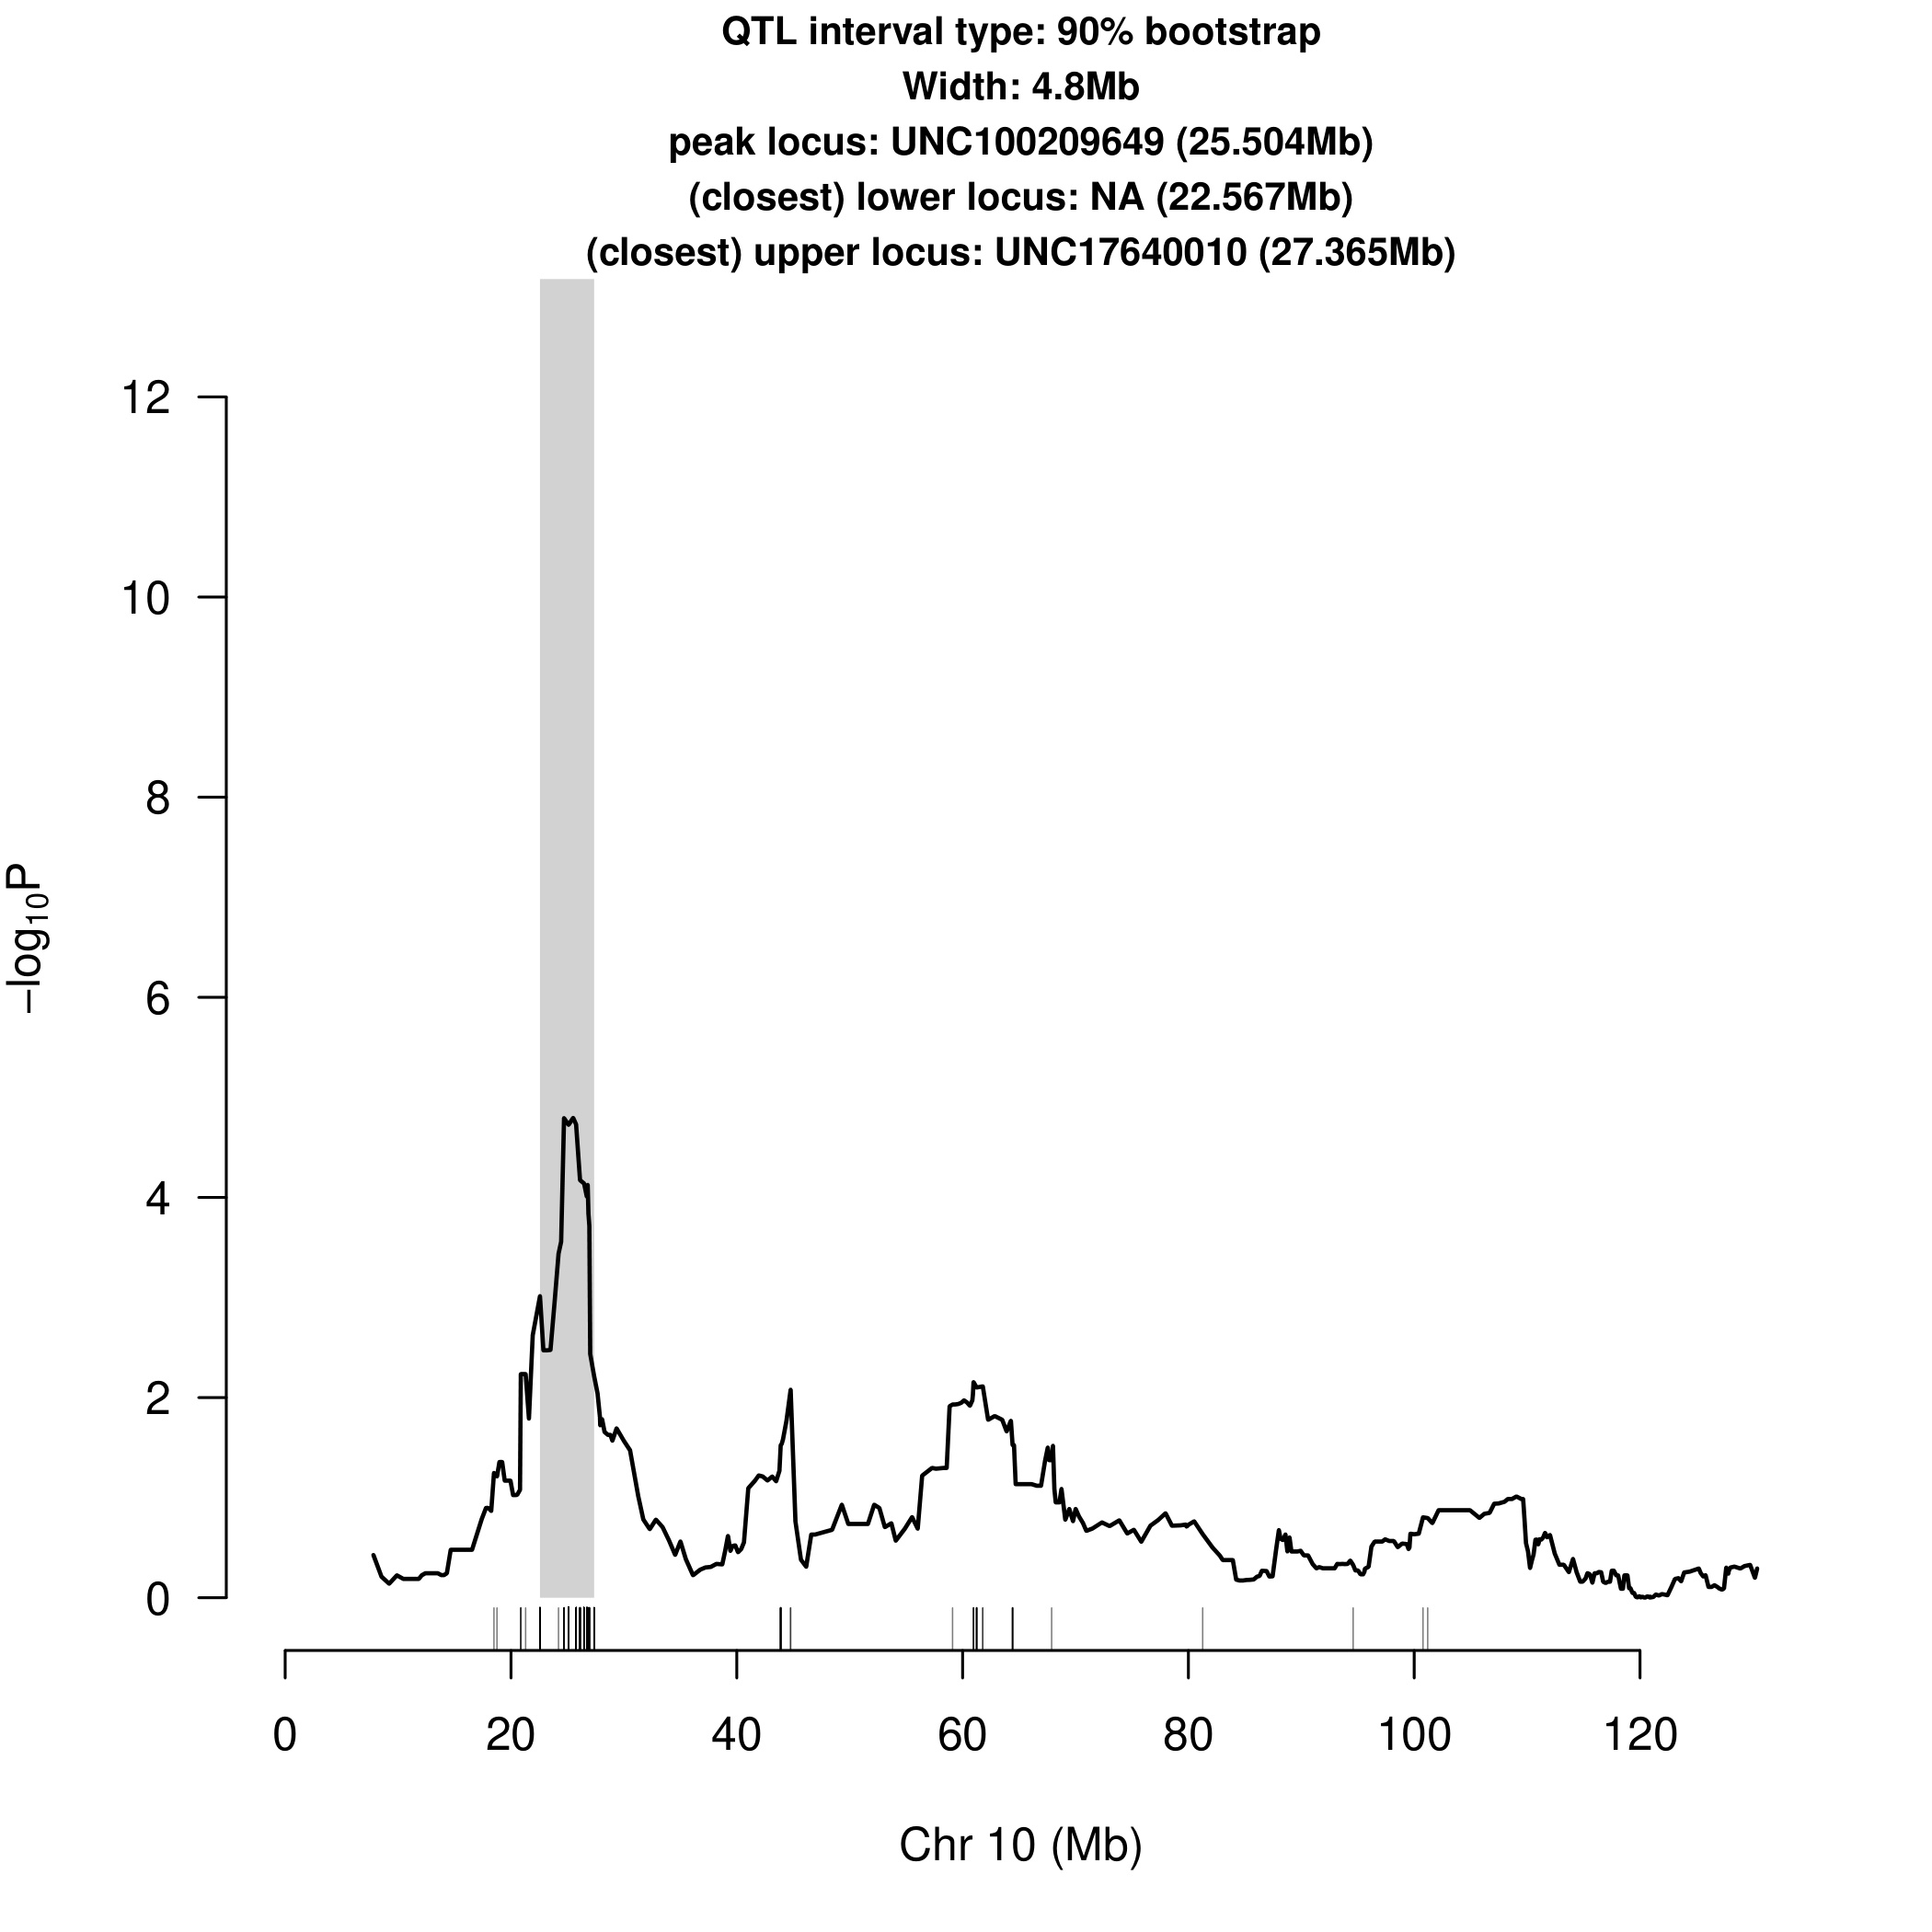 QTL interval type: 90% bootstrap
Width: 4.8Mb
peak locus: UNC100209649 (25.504Mb)
(closest) lower locus: NA (22.567Mb)
(closest) upper locus: UNC17640010 (27.365Mb)
12
10
8
6
4
2
0
−log₁₀P
0 20 40 60 80 100 120
Chr 10 (Mb)